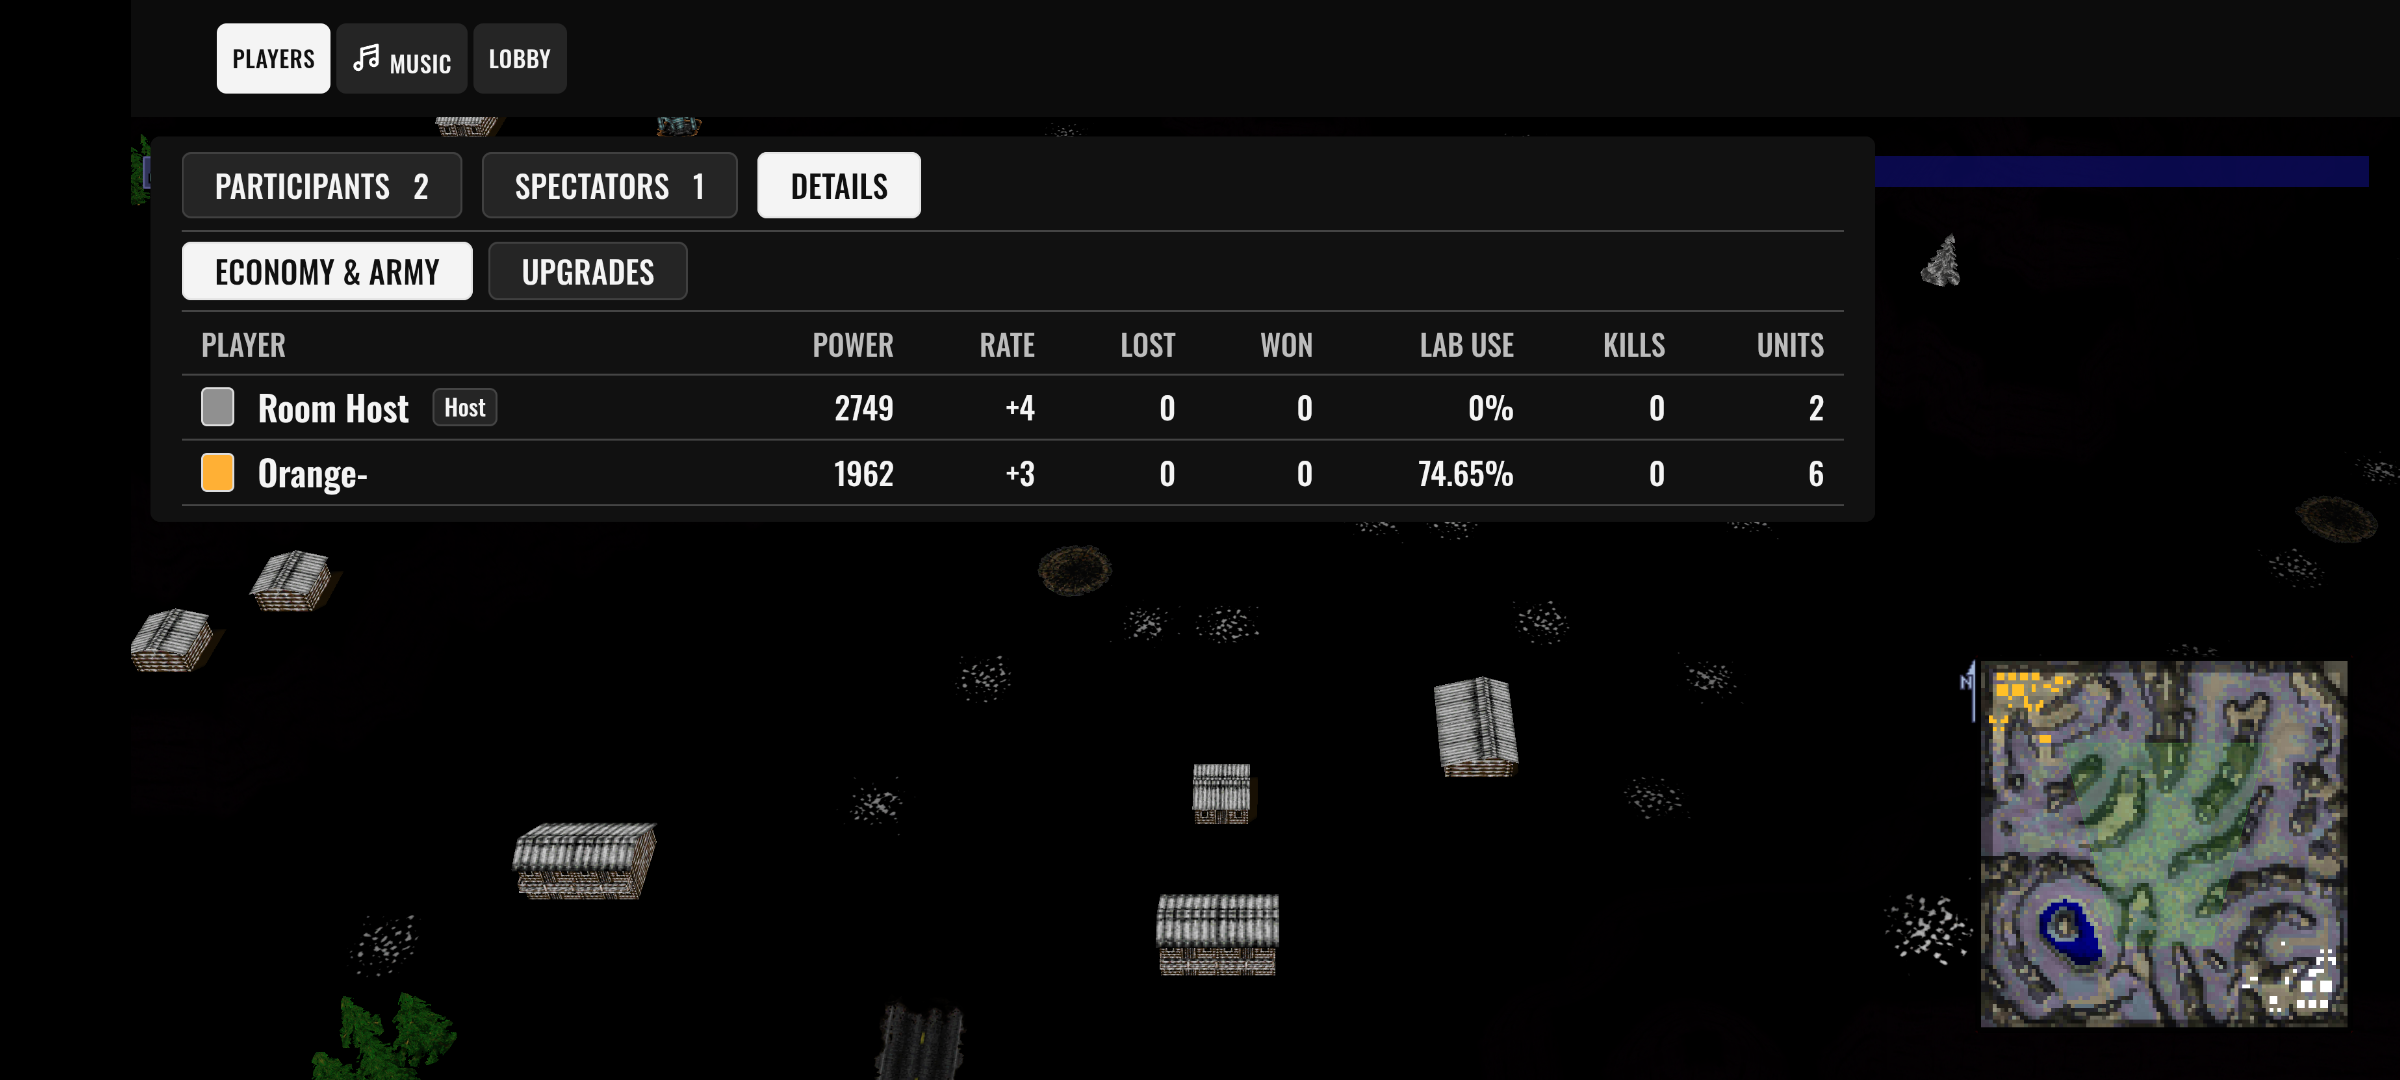 PLAYERS MUSIC LOBBY
PARTICIPANTS 2 SPECTATORS 1 DETAILS
ECONOMY & ARMY UPGRADES
PLAYER POWER RATE LOST WON LAB USE KILLS UNITS
Room Host Host 2749 +4 0 0 0% 0 2
Orange- 1962 +3 0 0 74.65% 0 6
N